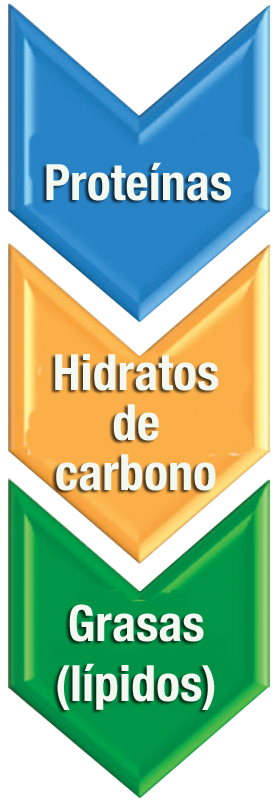 Proteínas
Hidratos
de
carbono
Grasas
(lípidos)